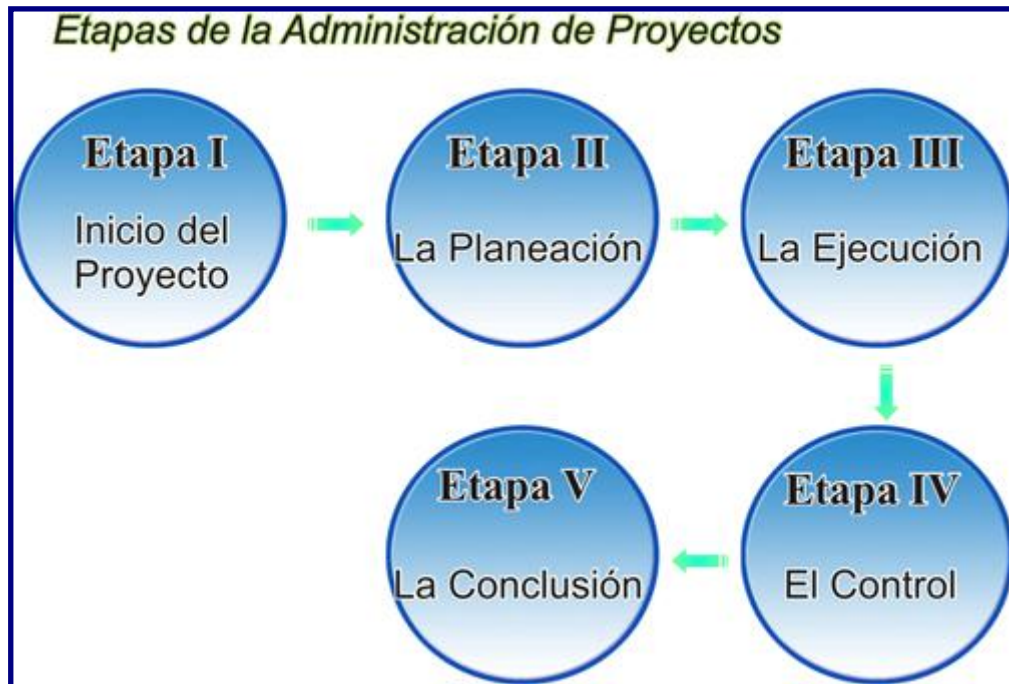 Etapas de la Administración de Proyectos
Etapa I
Inicio del
Proyecto
Etapa II
La Planeación
Etapa III
La Ejecución
Etapa IV
El Control
Etapa V
La Conclusión